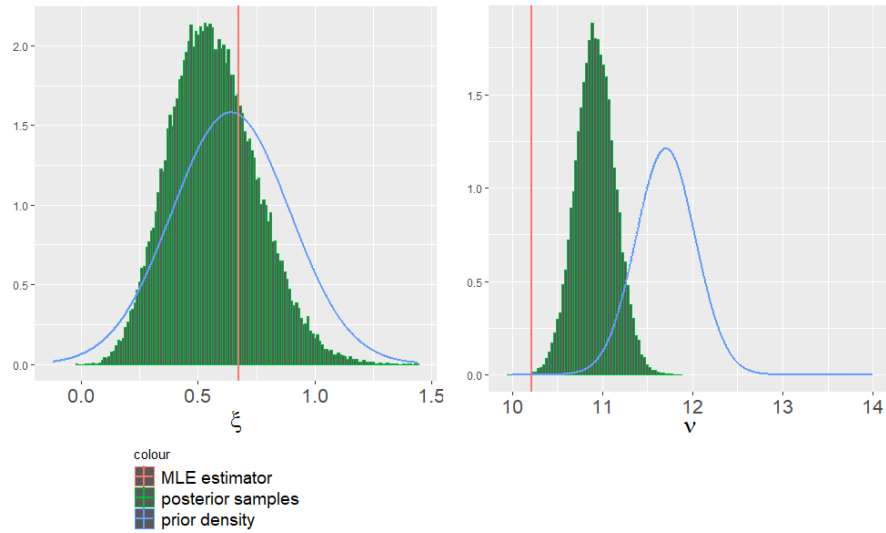 2.0
1.5
1.0
0.5
0.0
0.0 0.5 1.0 1.5
ξ
1.5
1.0
0.5
0.0
10 11 12 13 14
ν
colour
MLE estimator
posterior samples
prior density